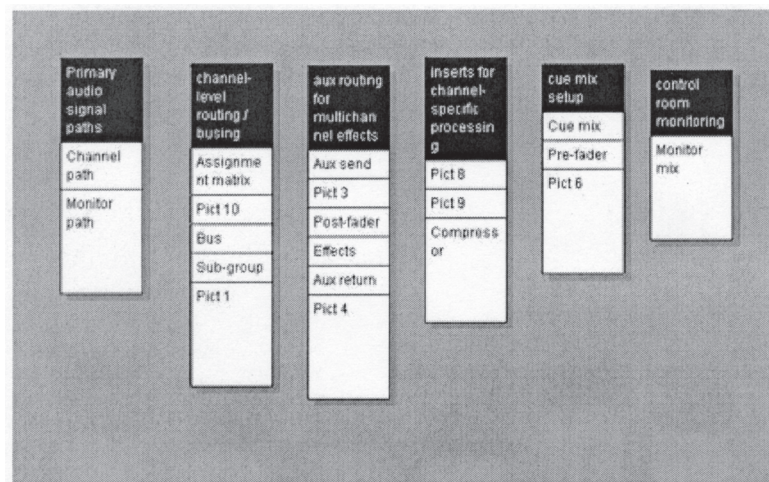 Primary
audio
signal
paths
Channel
path
Monitor
path
channel-
level
routing /
busing
Assignme
nt matrix
Pict 10
Bus
Sub-group
Pict 1
aux routing
for
multichan
nel effects
Aux send
Pict 3
Post-fader
Effects
Aux return
Pict 4
inserts for
channel-
specific
processin
g
Pict 8
Pict 9
Compress
or
cue mix
setup
Cue mix
Pre-fader
Pict 6
control
room
monitoring
Monitor
mix